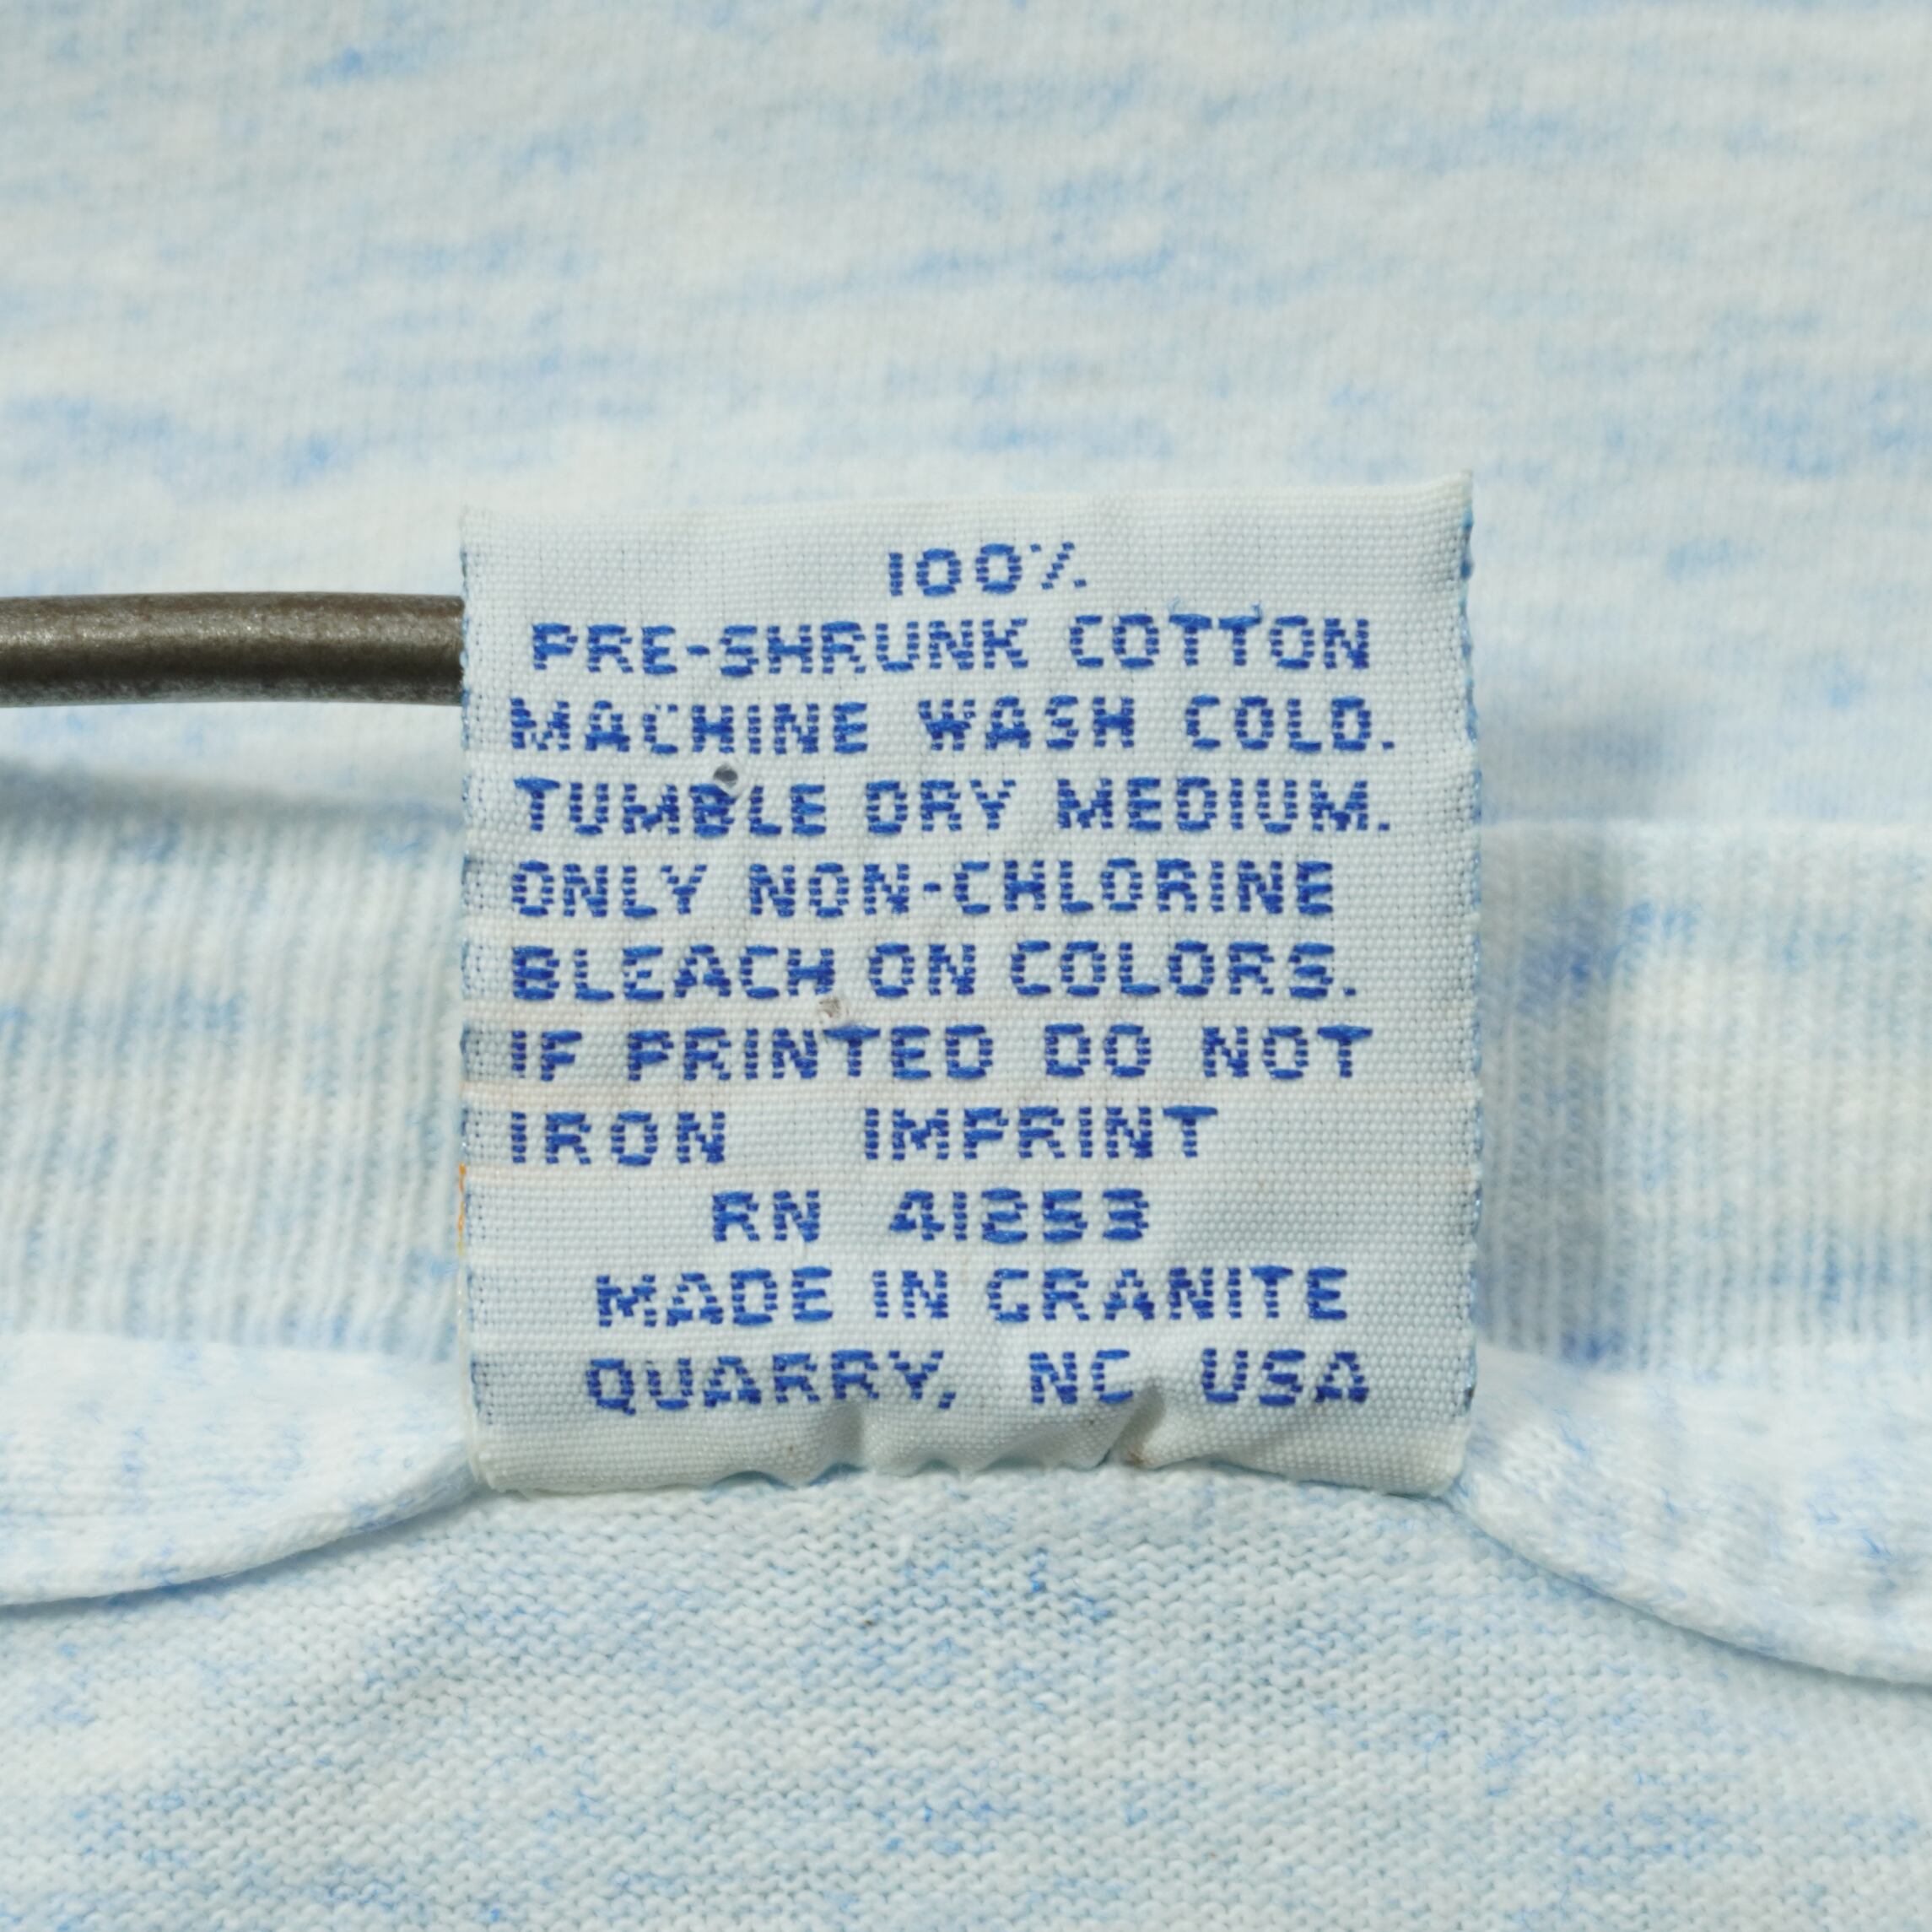 100%
PRE-SHRUNK COTTON
MACHINE WASH COLD.
TUMBLE DRY MEDIUM.
ONLY NON-CHLORINE
BLEACH ON COLORS.
IF PRINTED DO NOT
IRON IMPRINT
RN 41253
MADE IN GRANITE
QUARRY, NC USA